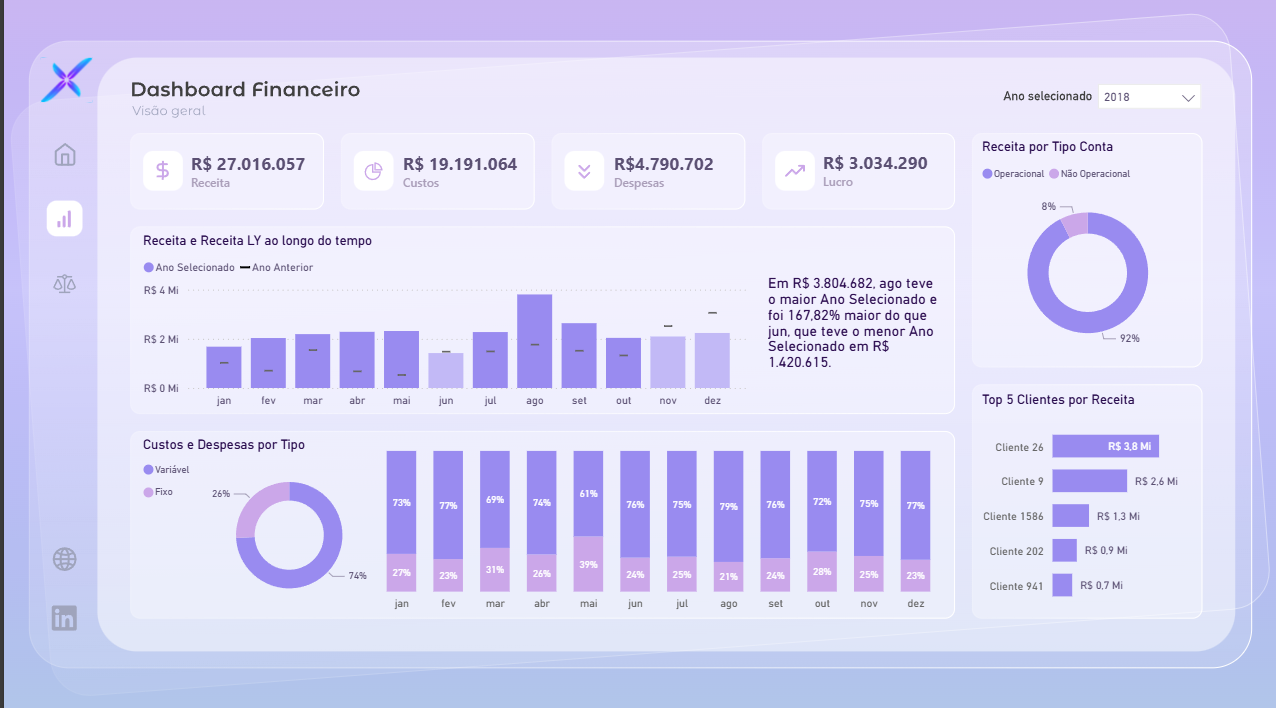 Dashboard Financeiro
Visão geral
Ano selecionado 2018
R$ 27.016.057
Receita
R$ 19.191.064
Custos
R$4.790.702
Despesas
R$ 3.034.290
Lucro
Receita por Tipo Conta
Operacional Não Operacional
8%
92%
Receita e Receita LY ao longo do tempo
Ano Selecionado Ano Anterior
R$ 4 Mi
R$ 2 Mi
R$ 0 Mi
jan fev mar abr mai jun jul ago set out nov dez
Em R$ 3.804.682, ago teve
o maior Ano Selecionado e
foi 167,82% maior do que
jun, que teve o menor Ano
Selecionado em R$
1.420.615.
Custos e Despesas por Tipo
Variável
Fixo
26%
74%
73% 77% 69% 74% 61% 76% 75% 79% 76% 72% 75% 77%
27% 23% 31% 26% 39% 24% 25% 21% 24% 28% 25% 23%
jan fev mar abr mai jun jul ago set out nov dez
Top 5 Clientes por Receita
Cliente 26 R$ 3,8 Mi
Cliente 9 R$ 2,6 Mi
Cliente 1586 R$ 1,3 Mi
Cliente 202 R$ 0,9 Mi
Cliente 941 R$ 0,7 Mi
in